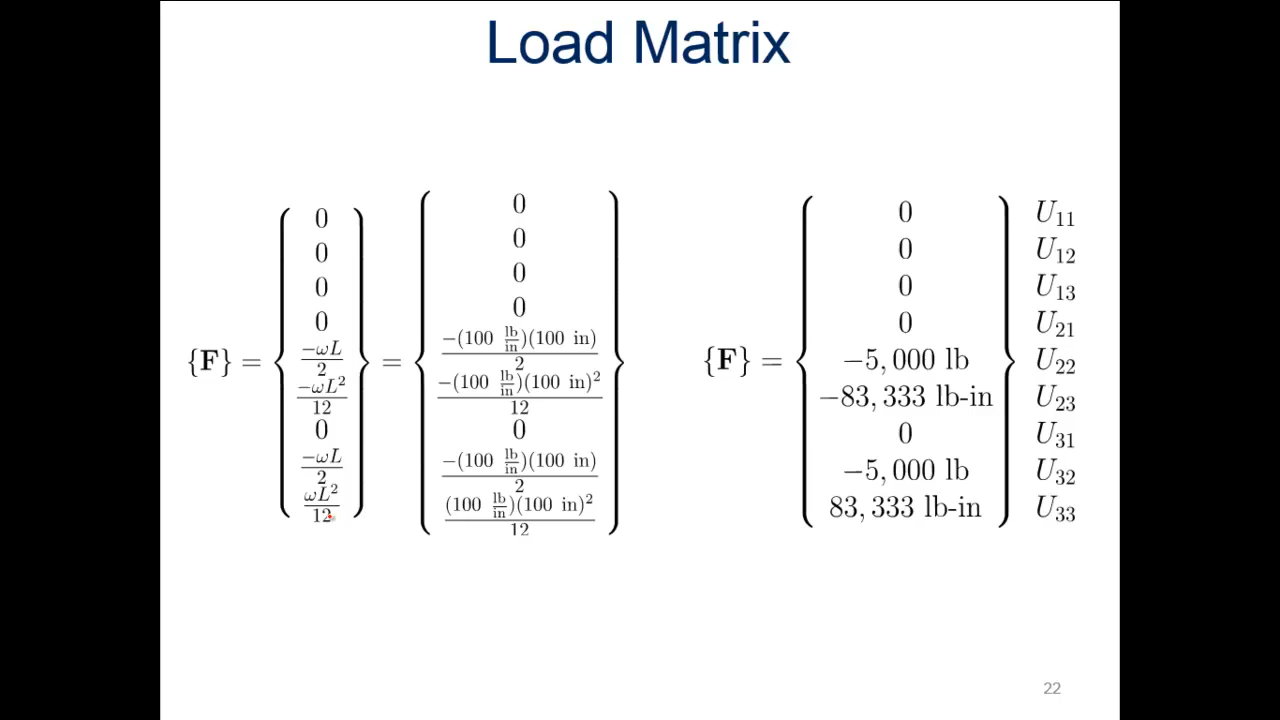 Load Matrix
{F} = { 0 0 0 0 −ωL/2 −ωL²/12 0 −ωL/2 ωL²/12 } = { 0 0 0 0 −(100 lb/in)(100 in)/2 −(100 lb/in)(100 in)²/12 0 −(100 lb/in)(100 in)/2 (100 lb/in)(100 in)²/12 }
{F} = { 0 0 0 0 −5,000 lb −83,333 lb-in 0 −5,000 lb 83,333 lb-in }
U₁₁
U₁₂
U₁₃
U₂₁
U₂₂
U₂₃
U₃₁
U₃₂
U₃₃
22